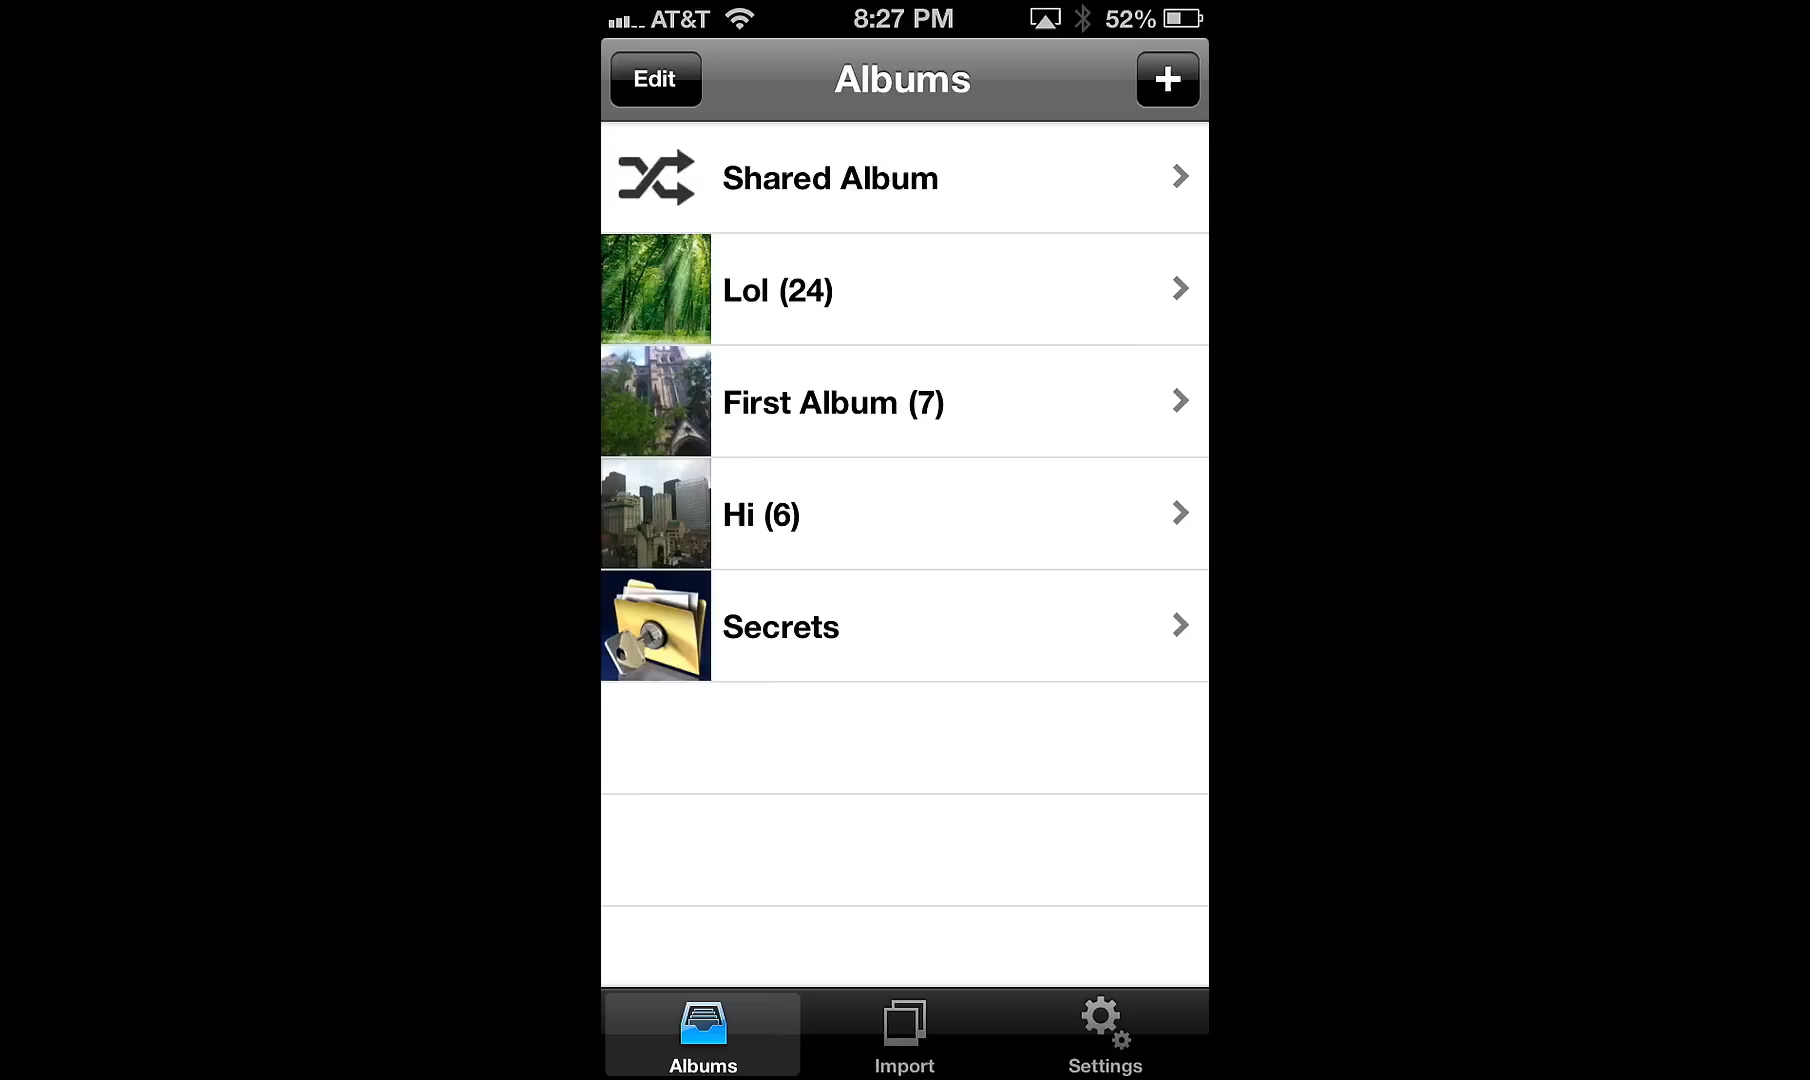 AT&T 8:27 PM 52%
Edit Albums +
Shared Album
Lol (24)
First Album (7)
Hi (6)
Secrets
Albums Import Settings